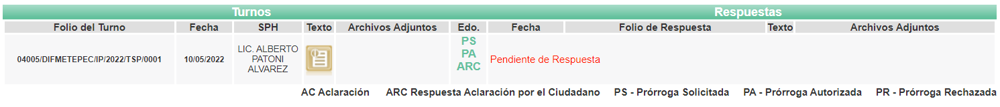 Turnos Respuestas
Folio del Turno Fecha SPH Texto Archivos Adjuntos Edo. Fecha Folio de Respuesta Texto Archivos Adjuntos
04005/DIFMETEPEC/IP/2022/TSP/0001 10/05/2022 LIC. ALBERTO PATONI ALVAREZ PS PA ARC Pendiente de Respuesta
AC Aclaración ARC Respuesta Aclaración por el Ciudadano PS - Prórroga Solicitada PA - Prórroga Autorizada PR - Prórroga Rechazada